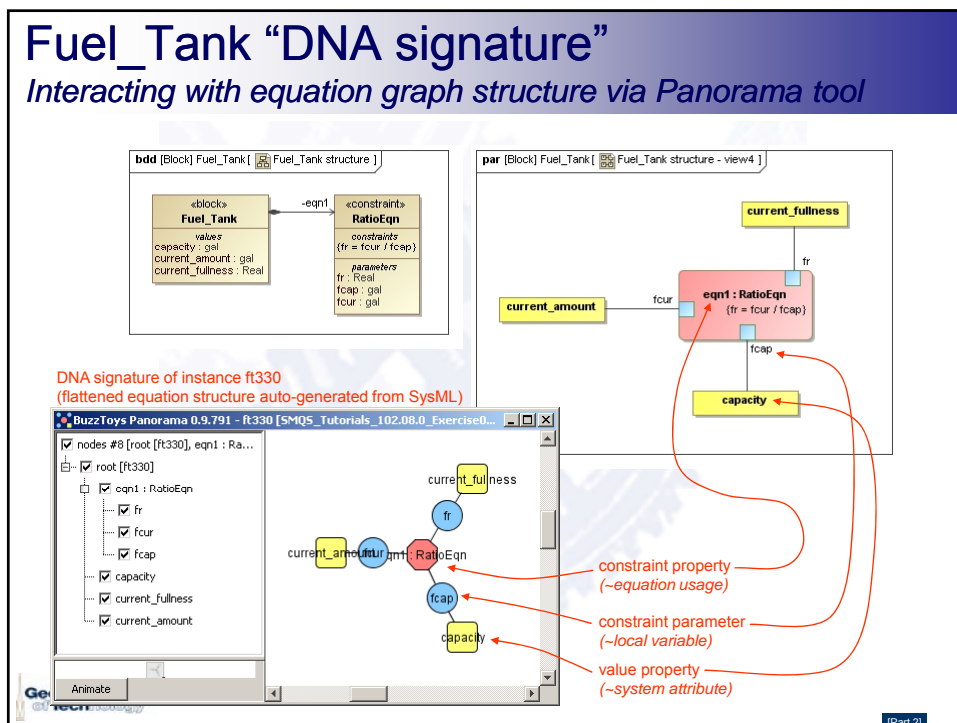 Fuel_Tank “DNA signature”
Interacting with equation graph structure via Panorama tool
bdd [Block] Fuel_Tank [ Fuel_Tank structure ]
«block»
Fuel_Tank
values
capacity : gal
current_amount : gal
current_fullness : Real
-eqn1
«constraint»
RatioEqn
constraints
{fr = fcur / fcap}
parameters
fr : Real
fcap : gal
fcur : gal
par [Block] Fuel_Tank [ Fuel_Tank structure - view4 ]
current_fullness
fr
eqn1 : RatioEqn
{fr = fcur / fcap}
fcur
current_amount
fcap
capacity
DNA signature of instance ft330
(flattened equation structure auto-generated from SysML)
BuzzToys Panorama 0.9.791 - ft330 [SMQS_Tutorials_102.08.0_Exercise0...
nodes #8 [root [ft330], eqn1 : Ra...
root [ft330]
eqn1 : RatioEqn
fr
fcur
fcap
capacity
current_fullness
current_amount
Animate
current_fullness
fr
current_amount
fcur
eqn1 : RatioEqn
fcap
capacity
constraint property
(~equation usage)
constraint parameter
(~local variable)
value property
(~system attribute)
[Part 2]